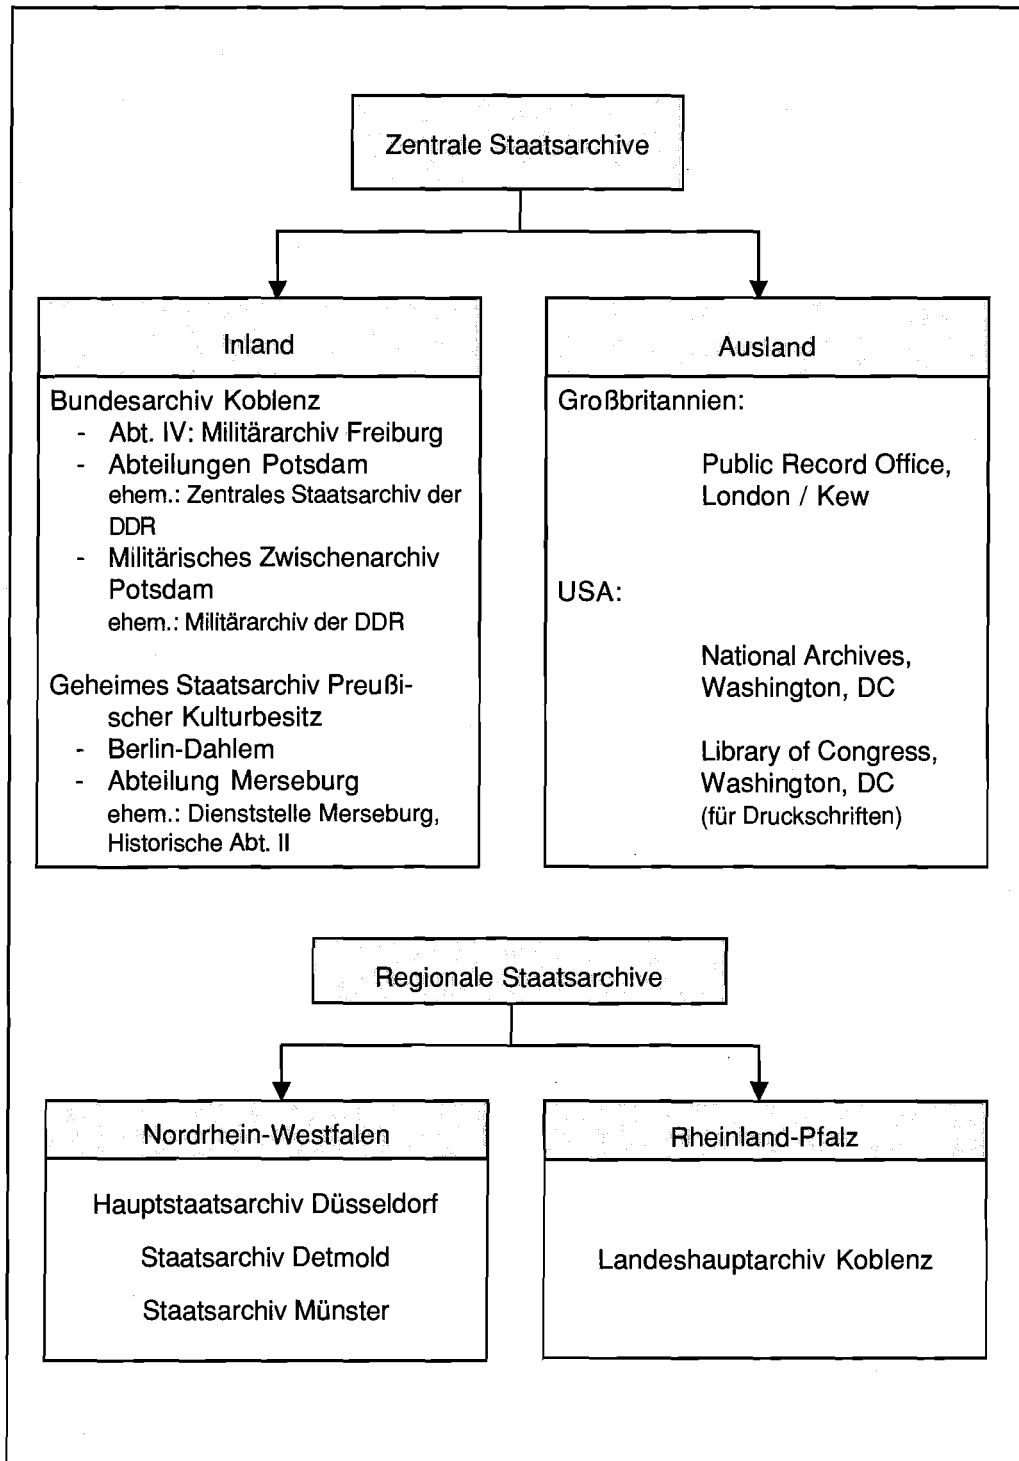 Zentrale Staatsarchive
Inland
Bundesarchiv Koblenz
- Abt. IV: Militärarchiv Freiburg
- Abteilungen Potsdam
ehem.: Zentrales Staatsarchiv der
DDR
- Militärisches Zwischenarchiv
Potsdam
ehem.: Militärarchiv der DDR
Geheimes Staatsarchiv Preußi-
scher Kulturbesitz
- Berlin-Dahlem
- Abteilung Merseburg
ehem.: Dienststelle Merseburg,
Historische Abt. II
Ausland
Großbritannien:
Public Record Office,
London / Kew
USA:
National Archives,
Washington, DC
Library of Congress,
Washington, DC
(für Druckschriften)
Regionale Staatsarchive
Nordrhein-Westfalen
Hauptstaatsarchiv Düsseldorf
Staatsarchiv Detmold
Staatsarchiv Münster
Rheinland-Pfalz
Landeshauptarchiv Koblenz